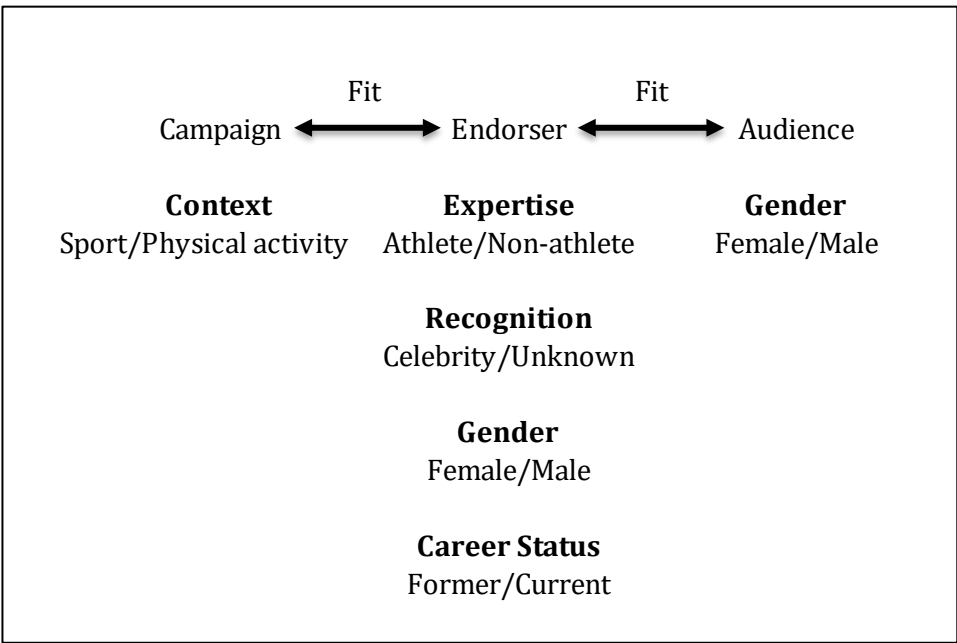 Fit Fit
Campaign Endorser Audience
Context Expertise Gender
Sport/Physical activity Athlete/Non-athlete Female/Male
Recognition
Celebrity/Unknown
Gender
Female/Male
Career Status
Former/Current